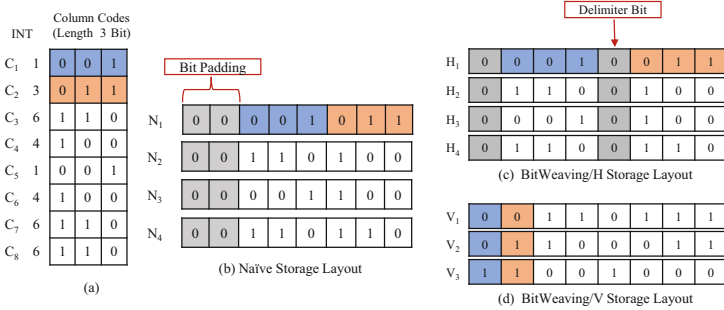 Column Codes
INT (Length 3 Bit)
C1 1 0 0 1
C2 3 0 1 1
C3 6 1 1 0
C4 4 1 0 0
C5 1 0 0 1
C6 4 1 0 0
C7 6 1 1 0
C8 6 1 1 0
(a)
Bit Padding
N1 0 0 0 0 1 0 1 1
N2 0 0 1 1 0 1 0 0
N3 0 0 0 0 1 1 0 0
N4 0 0 1 1 0 1 1 0
(b) Naïve Storage Layout
Delimiter Bit
H1 0 0 0 1 0 0 1 1
H2 0 1 1 0 0 1 0 0
H3 0 0 0 1 0 1 0 0
H4 0 1 1 0 0 1 1 0
(c) BitWeaving/H Storage Layout
V1 0 0 1 1 0 1 1 1
V2 0 1 1 0 0 0 1 1
V3 1 1 0 0 1 0 0 0
(d) BitWeaving/V Storage Layout